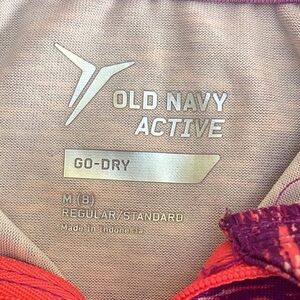 OLD NAVY
ACTIVE
GO-DRY
M (8)
REGULAR/STANDARD
Made in Indonesia